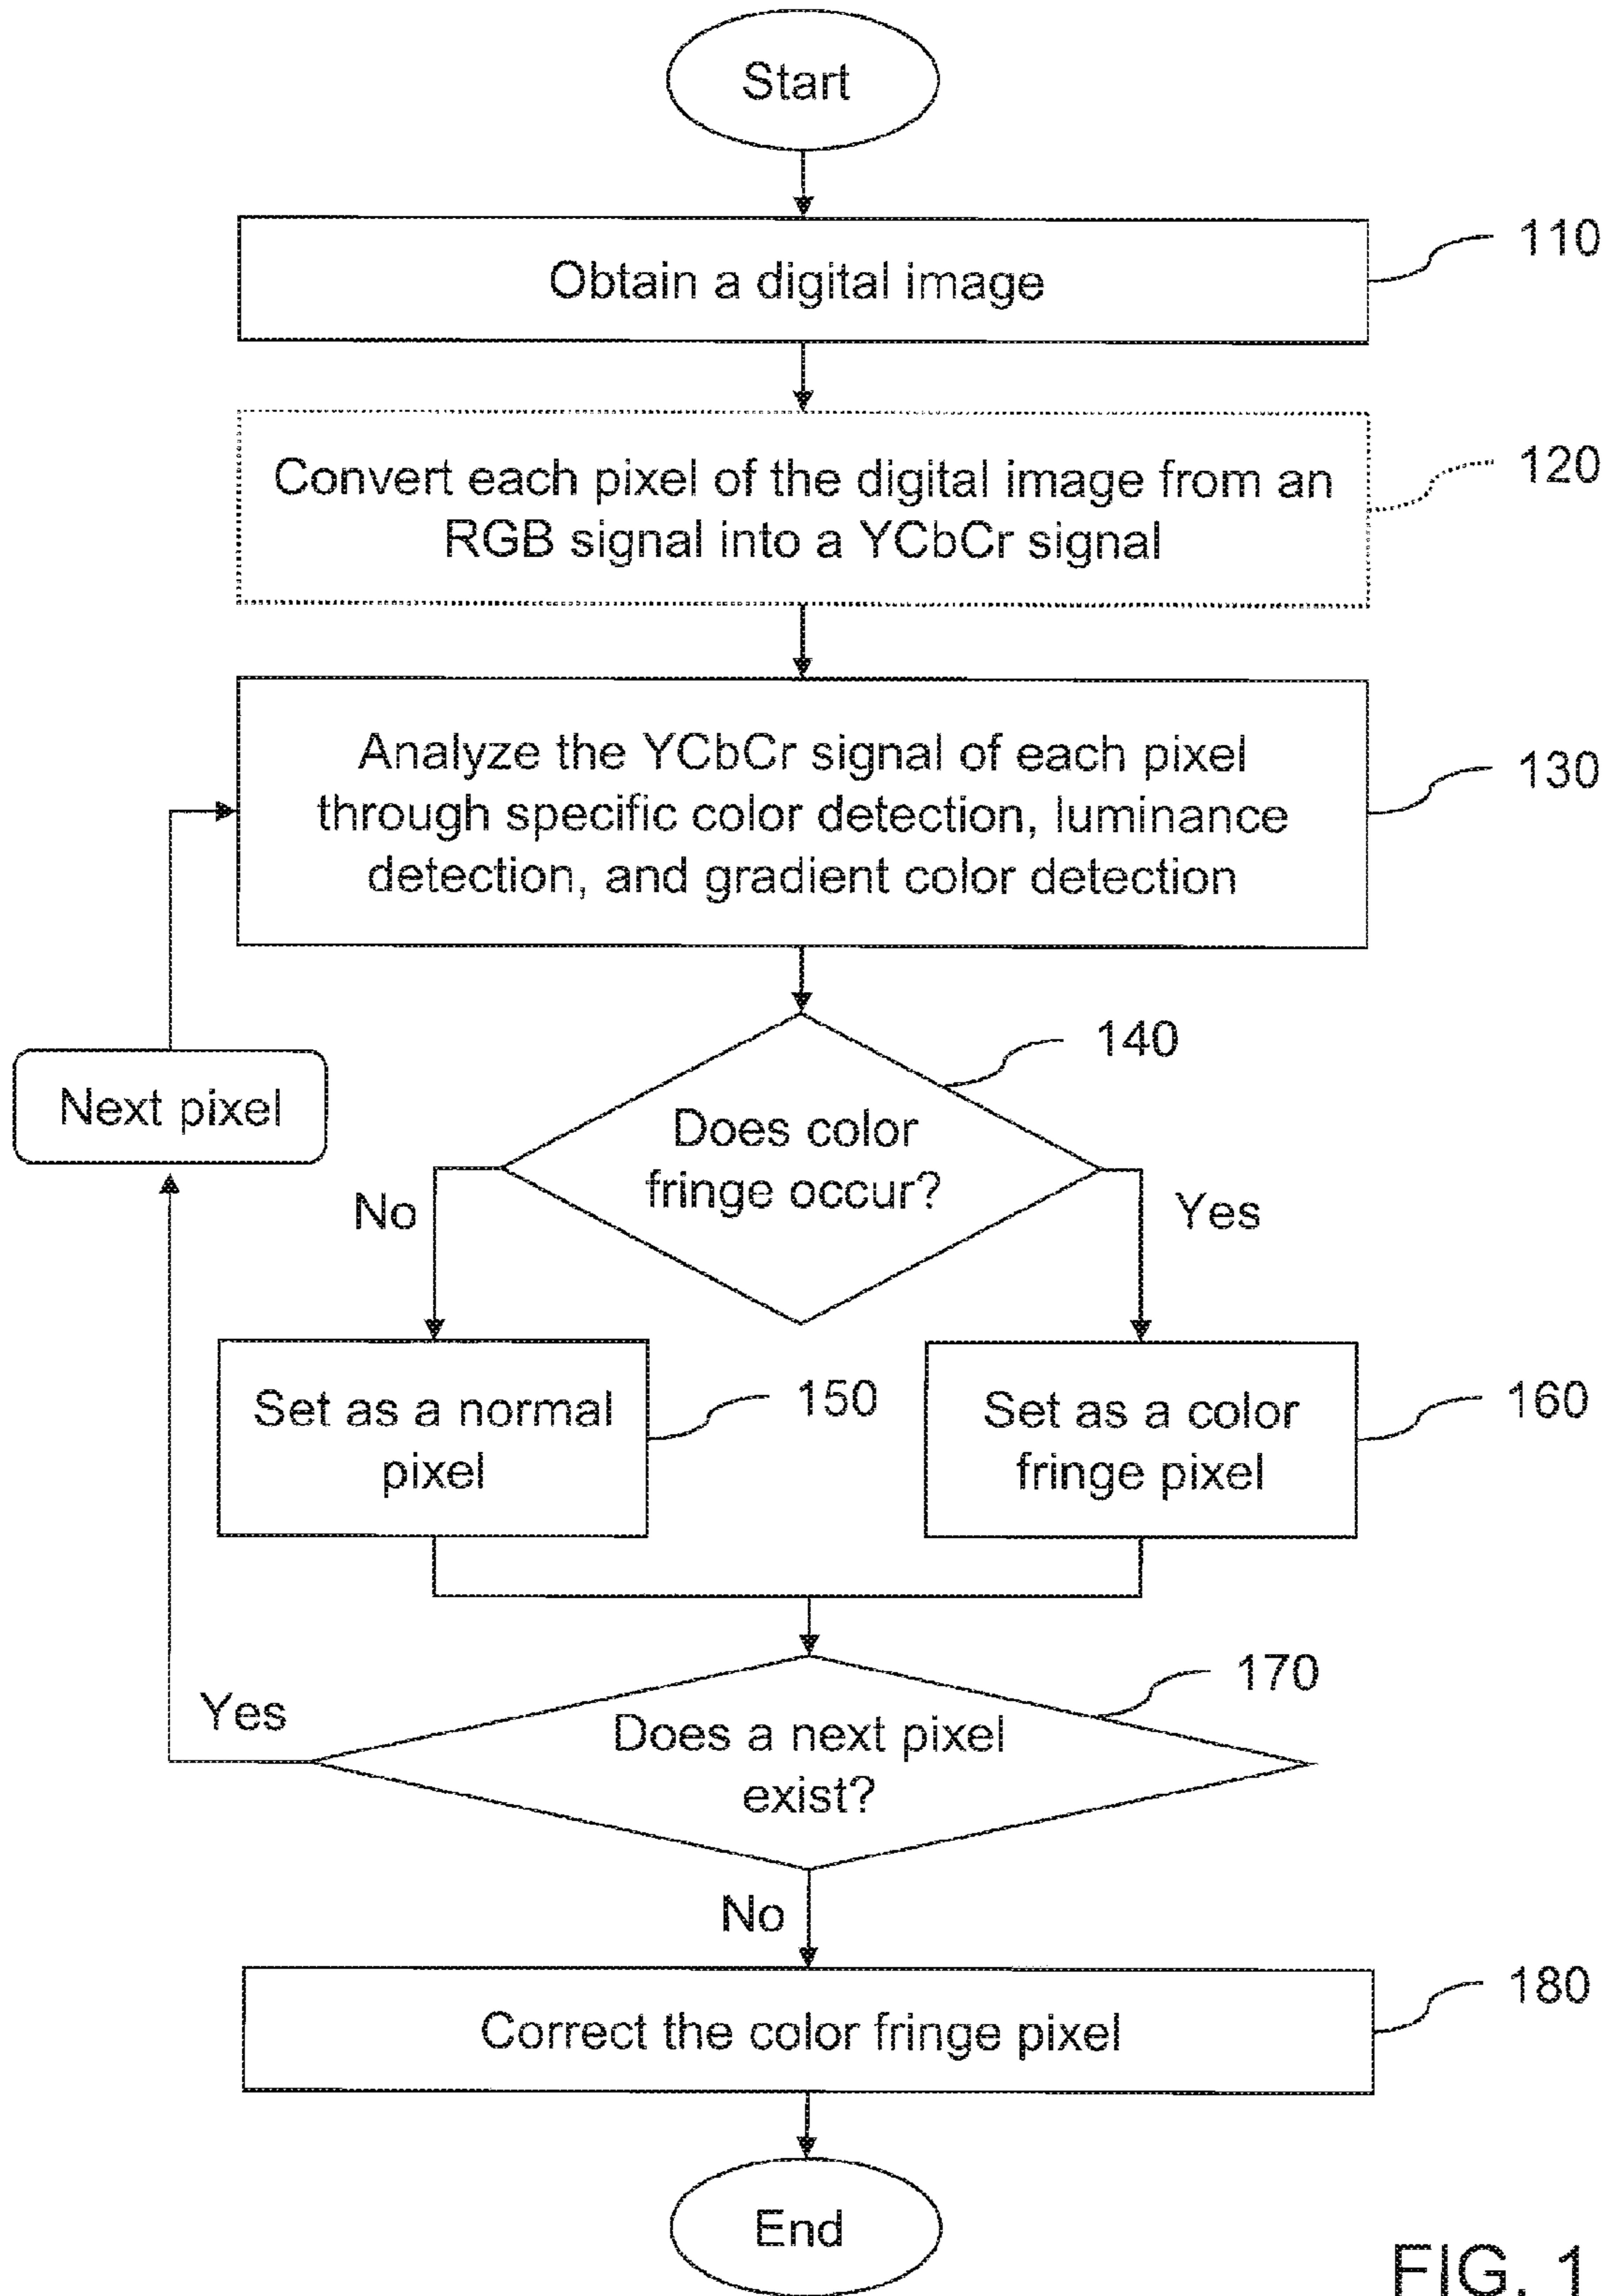 Start
Obtain a digital image
110
Convert each pixel of the digital image from an
RGB signal into a YCbCr signal
120
Analyze the YCbCr signal of each pixel
through specific color detection, luminance
detection, and gradient color detection
130
Next pixel
Does color
fringe occur?
140
No
Yes
Set as a normal
pixel
150
Set as a color
fringe pixel
160
Yes
Does a next pixel
exist?
170
No
Correct the color fringe pixel
180
End
FIG. 1